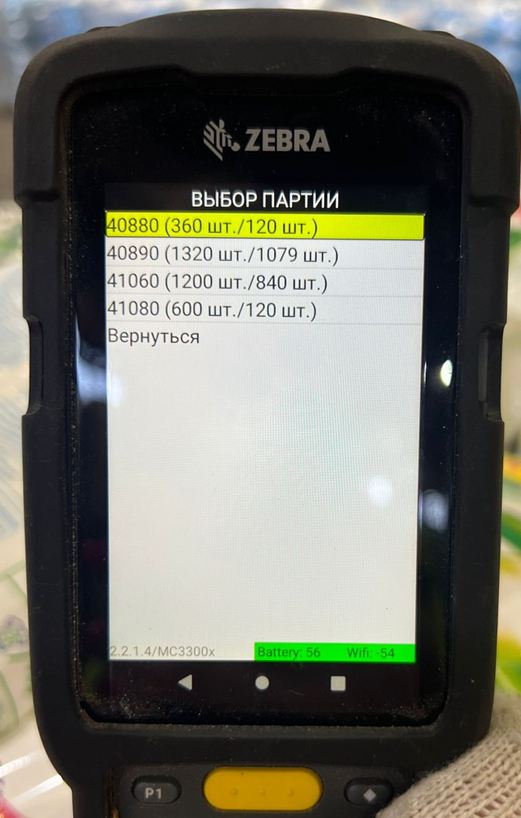 ZEBRA
ВЫБОР ПАРТИИ
40880 (360 шт./120 шт.)
40890 (1320 шт./1079 шт.)
41060 (1200 шт./840 шт.)
41080 (600 шт./120 шт.)
Вернуться
2.2.1.4/MC3300x Battery: 56 Wifi: -54
P1